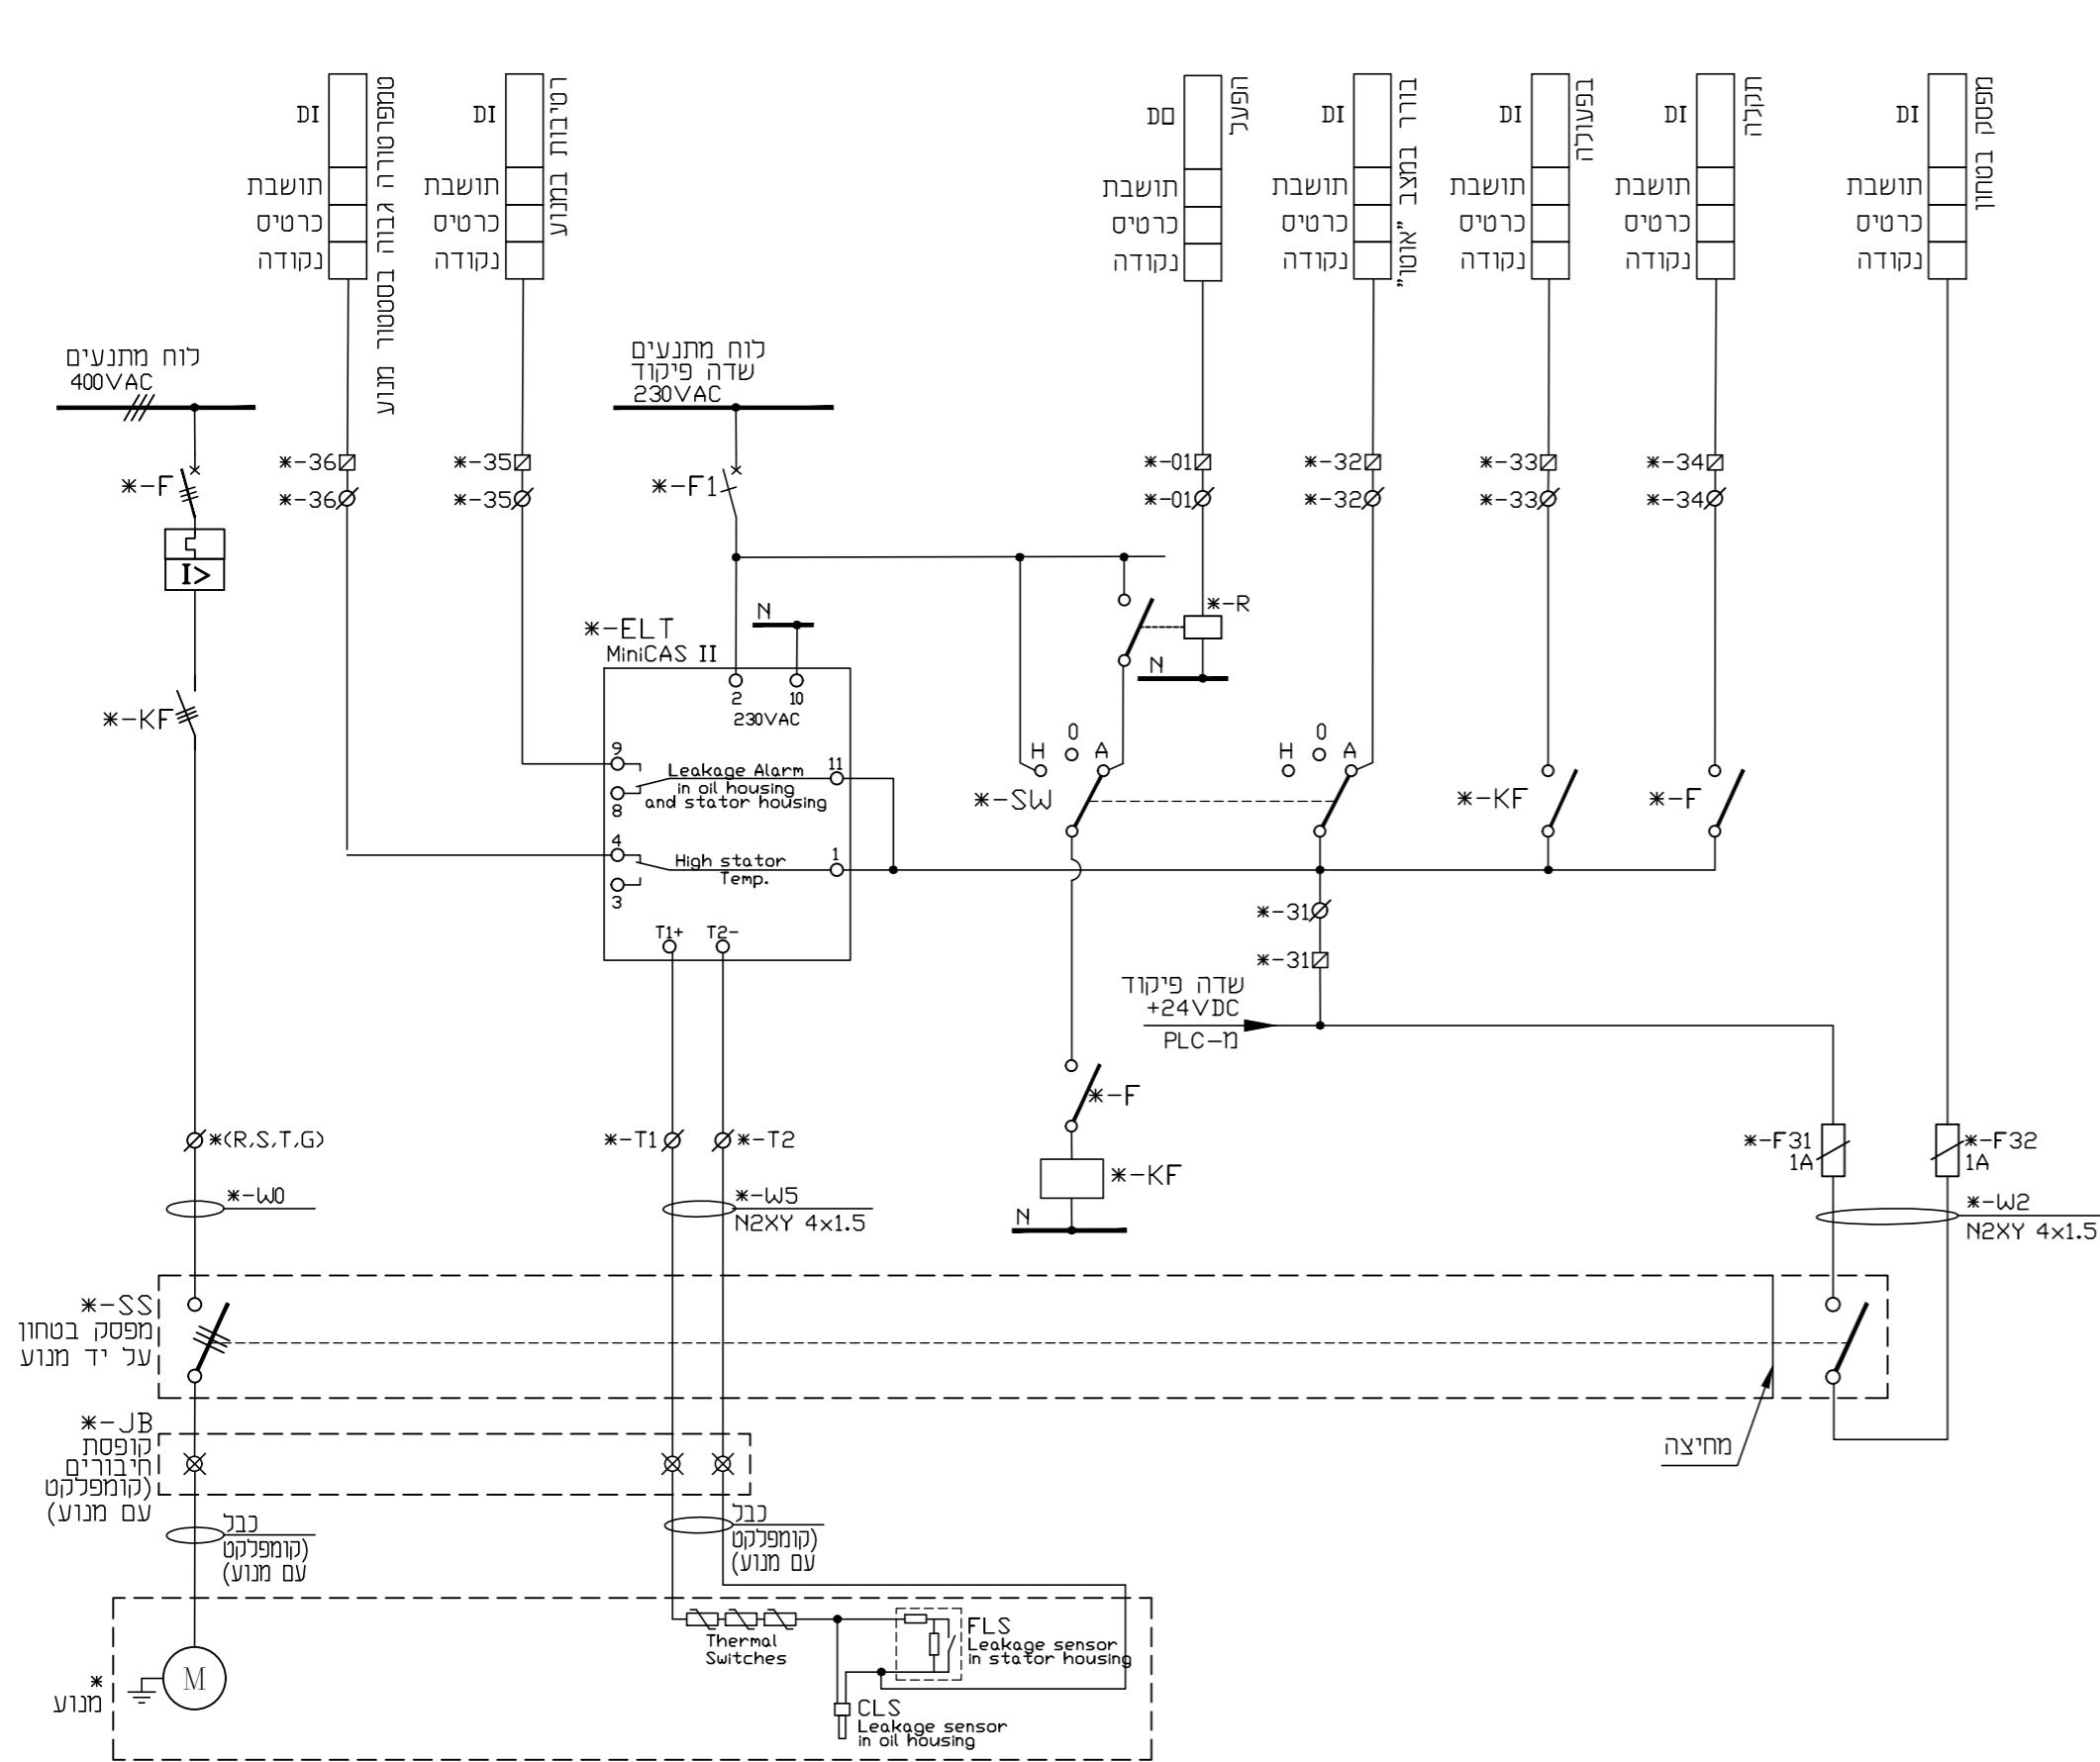 DI
תושבת
כרטיס
נקודה
טמפרטורה גבוה בסטטור מנוע
DI
תושבת
כרטיס
נקודה
רטיבות במנוע
DO
תושבת
כרטיס
נקודה
הפעל
DI
תושבת
כרטיס
נקודה
בורר במצב "אוטו"
DI
תושבת
כרטיס
נקודה
בפעולה
DI
תושבת
כרטיס
נקודה
תקלה
DI
תושבת
כרטיס
נקודה
מפסק בטחון
לוח מתנעים
400VAC
לוח מתנעים
שדה פיקוד
230VAC
*-36
*-36
*-35
*-35
*-01
*-01
*-32
*-32
*-33
*-33
*-34
*-34
*-F
I>
*-KF
*-F1
N
*-ELT
MiniCAS II
2
10
230VAC
9
8
Leakage Alarm
in oil housing
and stator housing
11
4
3
High stator
Temp.
1
T1+
T2-
*-R
N
H
0
A
*-SW
H
0
A
*-KF
*-F
*-31
*-31
שדה פיקוד
+24VDC
מ-PLC
*-F
*-KF
N
*(R,S,T,G)
*-W0
*-T1
*-T2
*-W5
N2XY 4x1.5
*-F31
1A
*-F32
1A
*-W2
N2XY 4x1.5
*-SS
מפסק בטחון
על יד מנוע
מחיצה
*-JB
קופסת
חיבורים
(קומפלקט
עם מנוע)
כבל
(קומפלקט
עם מנוע)
כבל
(קומפלקט
עם מנוע)
*
מנוע
M
Thermal
Switches
FLS
Leakage sensor
in stator housing
CLS
Leakage sensor
in oil housing